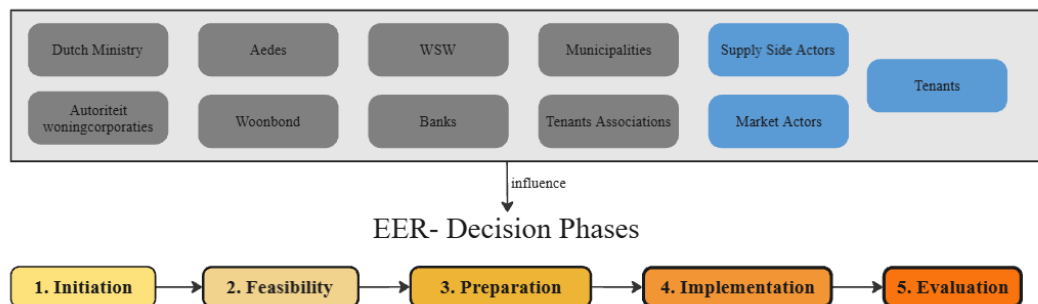 Dutch Ministry
Aedes
WSW
Municipalities
Supply Side Actors
Tenants
Autoriteit
woningcorporaties
Woonbond
Banks
Tenants Associations
Market Actors
influence
EER- Decision Phases
1. Initiation
2. Feasibility
3. Preparation
4. Implementation
5. Evaluation